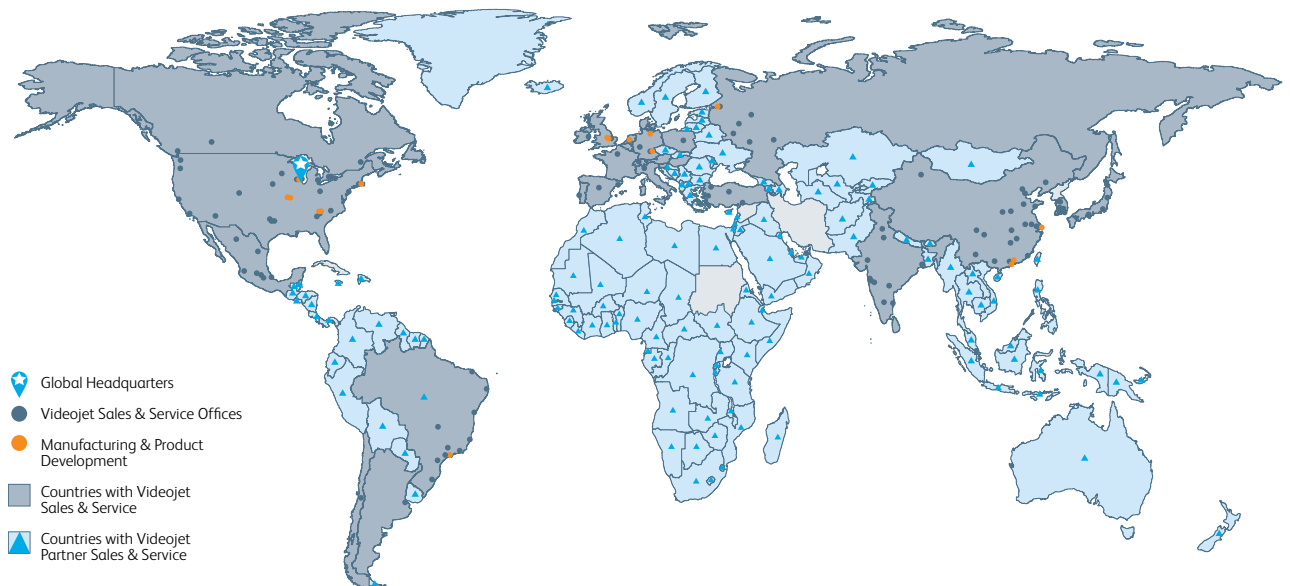 Global Headquarters
Videojet Sales & Service Offices
Manufacturing & Product
Development
Countries with Videojet
Sales & Service
Countries with Videojet
Partner Sales & Service